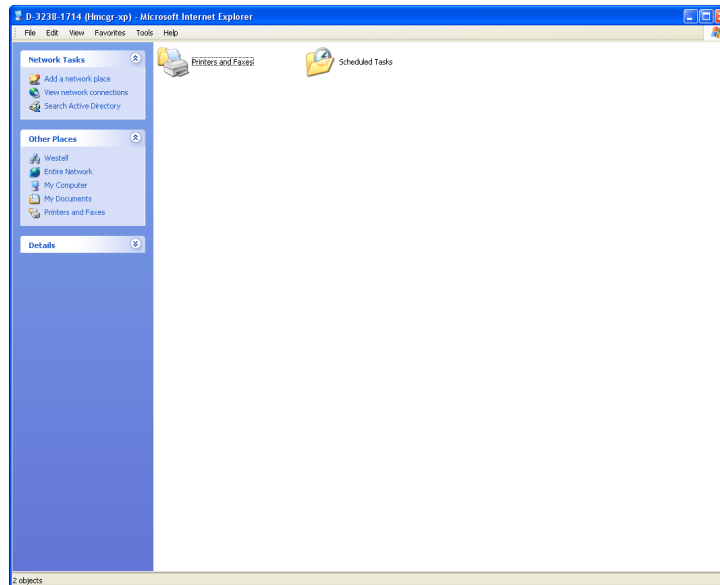 D-3238-1714 (Hmcgr-xp) - Microsoft Internet Explorer
File Edit View Favorites Tools Help
Network Tasks
Add a network place
View network connections
Search Active Directory
Other Places
Westell
Entire Network
My Computer
My Documents
Printers and Faxes
Details
Printers and Faxes
Scheduled Tasks
2 objects